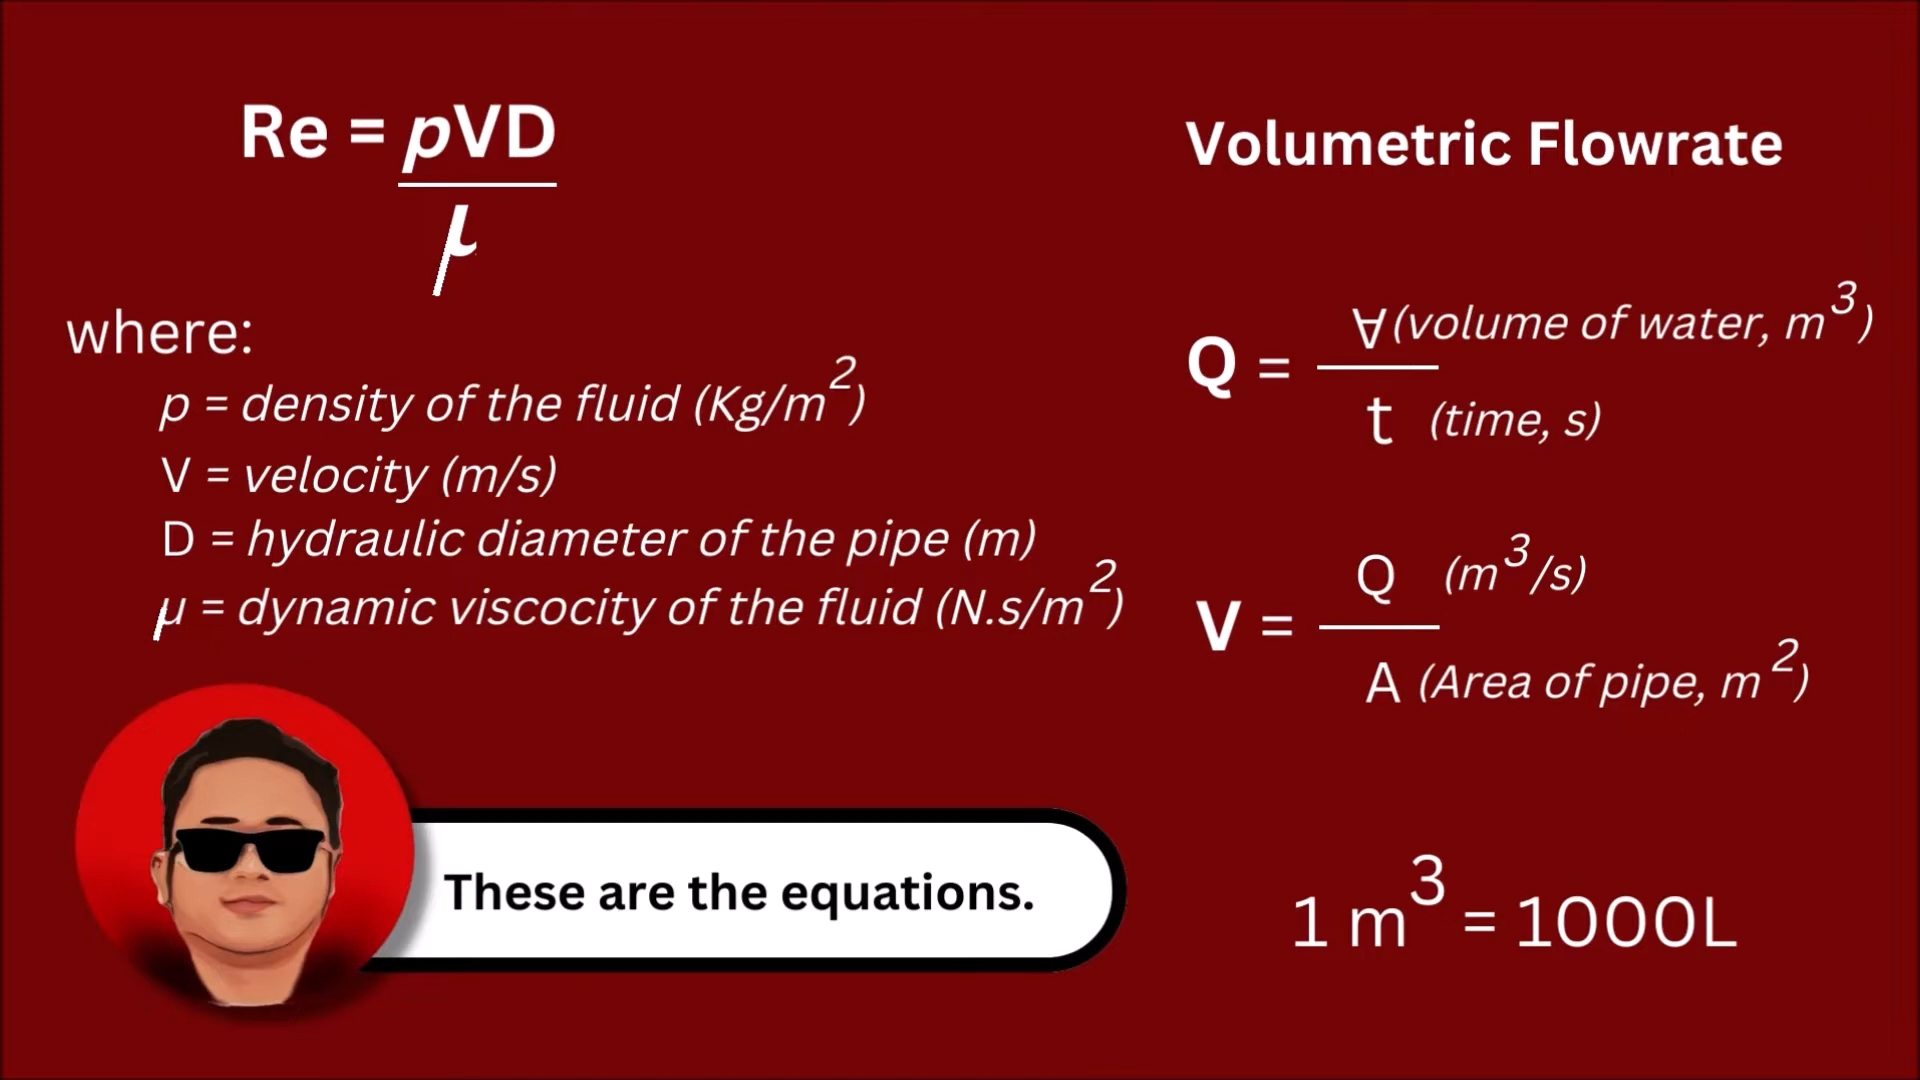 Re = pVD
μ
where:
p = density of the fluid (Kg/m²)
V = velocity (m/s)
D = hydraulic diameter of the pipe (m)
μ = dynamic viscocity of the fluid (N.s/m²)
These are the equations.
Volumetric Flowrate
Q = ∀ (volume of water, m³)
t (time, s)
V = Q (m³/s)
A (Area of pipe, m²)
1 m³ = 1000L